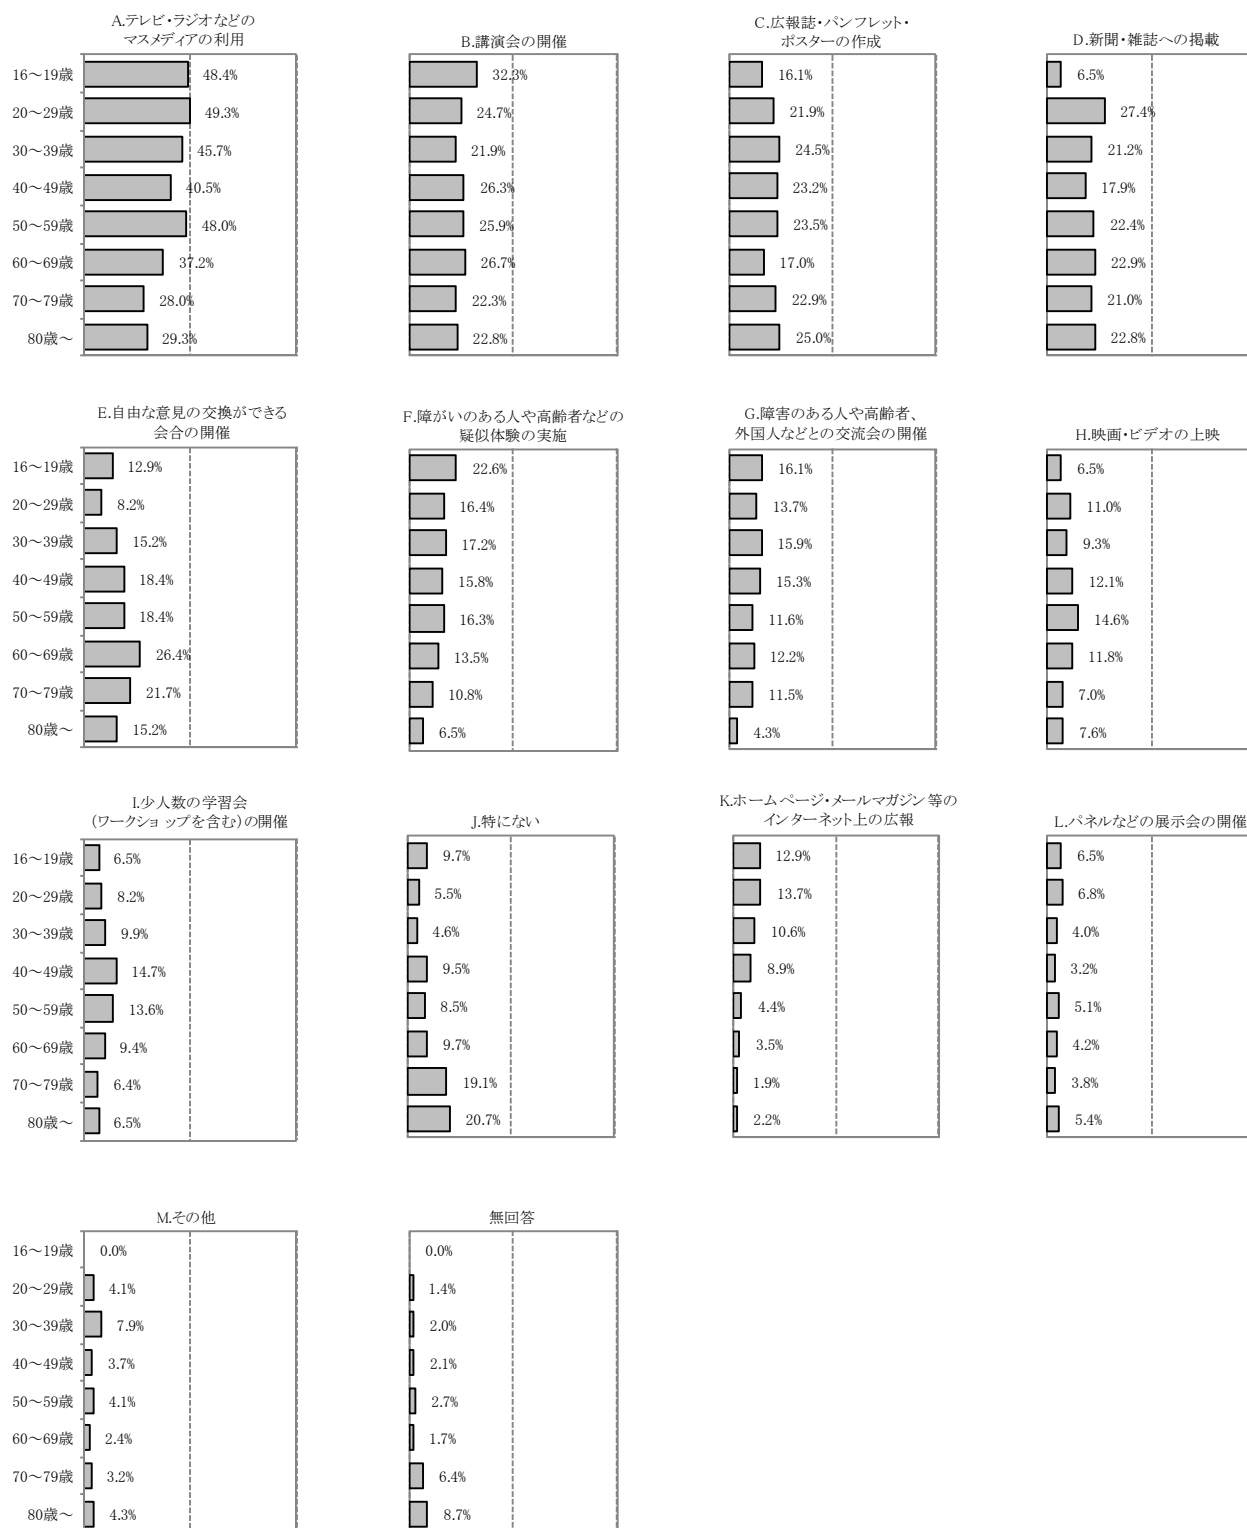 A.テレビ・ラジオなどの
マスメディアの利用
16～19歳 48.4%
20～29歳 49.3%
30～39歳 45.7%
40～49歳 40.5%
50～59歳 48.0%
60～69歳 37.2%
70～79歳 28.0%
80歳～ 29.3%
B.講演会の開催
32.3%
24.7%
21.9%
26.3%
25.9%
26.7%
22.3%
22.8%
C.広報誌・パンフレット・
ポスターの作成
16.1%
21.9%
24.5%
23.2%
23.5%
17.0%
22.9%
25.0%
D.新聞・雑誌への掲載
6.5%
27.4%
21.2%
17.9%
22.4%
22.9%
21.0%
22.8%
E.自由な意見の交換ができる
会合の開催
16～19歳 12.9%
20～29歳 8.2%
30～39歳 15.2%
40～49歳 18.4%
50～59歳 18.4%
60～69歳 26.4%
70～79歳 21.7%
80歳～ 15.2%
F.障がいのある人や高齢者などの
疑似体験の実施
22.6%
16.4%
17.2%
15.8%
16.3%
13.5%
10.8%
6.5%
G.障害のある人や高齢者、
外国人などとの交流会の開催
16.1%
13.7%
15.9%
15.3%
11.6%
12.2%
11.5%
4.3%
H.映画・ビデオの上映
6.5%
11.0%
9.3%
12.1%
14.6%
11.8%
7.0%
7.6%
I.少人数の学習会
(ワークショップを含む)の開催
16～19歳 6.5%
20～29歳 8.2%
30～39歳 9.9%
40～49歳 14.7%
50～59歳 13.6%
60～69歳 9.4%
70～79歳 6.4%
80歳～ 6.5%
J.特にない
9.7%
5.5%
4.6%
9.5%
8.5%
9.7%
19.1%
20.7%
K.ホームページ・メールマガジン等の
インターネット上の広報
12.9%
13.7%
10.6%
8.9%
4.4%
3.5%
1.9%
2.2%
L.パネルなどの展示会の開催
6.5%
6.8%
4.0%
3.2%
5.1%
4.2%
3.8%
5.4%
M.その他
16～19歳 0.0%
20～29歳 4.1%
30～39歳 7.9%
40～49歳 3.7%
50～59歳 4.1%
60～69歳 2.4%
70～79歳 3.2%
80歳～ 4.3%
無回答
0.0%
1.4%
2.0%
2.1%
2.7%
1.7%
6.4%
8.7%